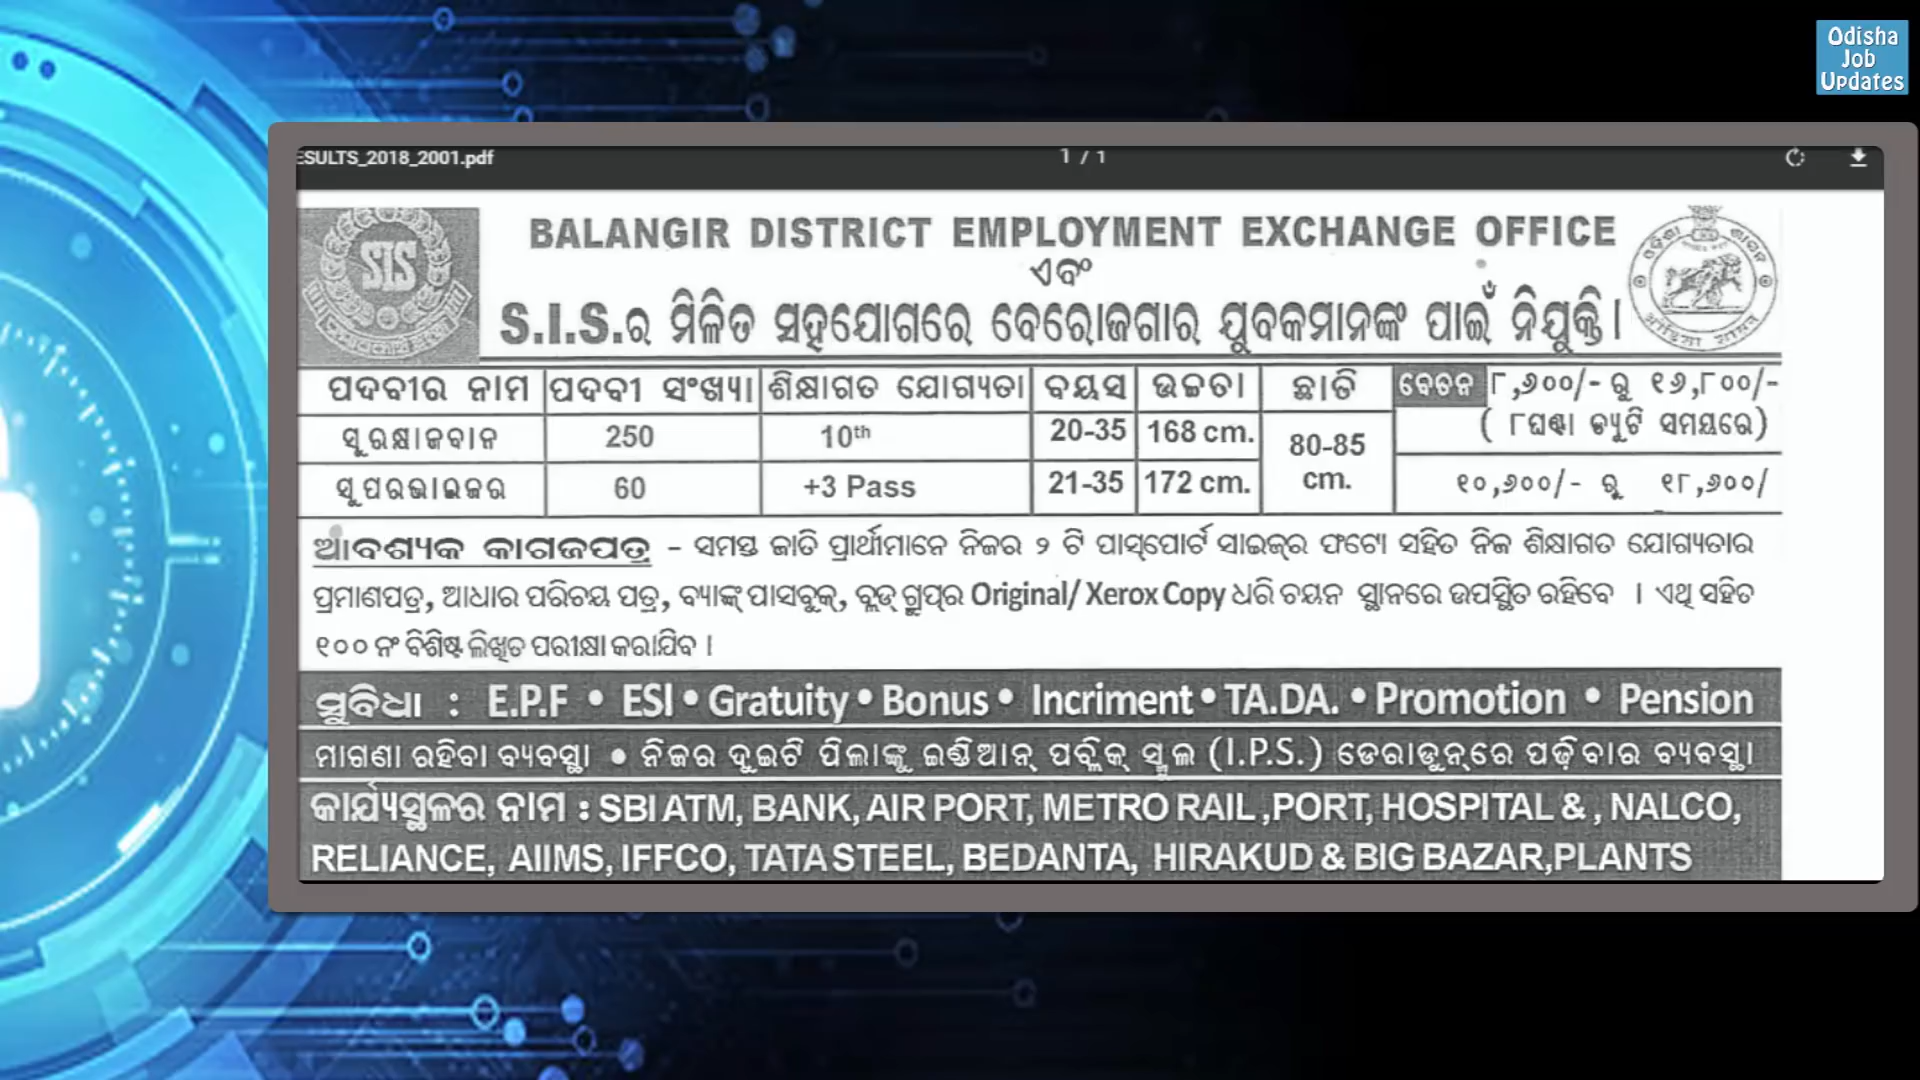 Odisha
Job
Updates
ESULTS_2018_2001.pdf
1 / 1
SIS
BALANGIR DISTRICT EMPLOYMENT EXCHANGE OFFICE
ଏବଂ
S.I.S.ର ମିଳିତ ସହଯୋଗରେ ବେରୋଜଗାର ଯୁବକମାନଙ୍କ ପାଇଁ ନିଯୁକ୍ତି।
ପଦବୀର ନାମ ପଦବୀ ସଂଖ୍ୟା ଶିକ୍ଷାଗତ ଯୋଗ୍ୟତା ବୟସ ଉଚ୍ଚତା ଛାତି ବେତନ ୮,୬୦୦/- ରୁ ୧୬,୮୦୦/-
( ୮ଘଣ୍ଟା ଡ୍ୟୁଟି ସମୟରେ)
ସୁରକ୍ଷାଜବାନ 250 10th 20-35 168 cm. 80-85 cm.
ସୁପରଭାଇଜର 60 +3 Pass 21-35 172 cm. ୧୦,୬୦୦/- ରୁ ୧୮,୬୦୦/
ଆବଶ୍ୟକ କାଗଜପତ୍ର - ସମସ୍ତ ଜାତି ପ୍ରାର୍ଥୀମାନେ ନିଜର ୨ ଟି ପାସ୍‌ପୋର୍ଟ ସାଇଜ୍‌ର ଫଟୋ ସହିତ ନିଜ ଶିକ୍ଷାଗତ ଯୋଗ୍ୟତାର
ପ୍ରମାଣପତ୍ର, ଆଧାର ପରିଚୟ ପତ୍ର, ବ୍ୟାଙ୍କ୍ ପାସବୁକ୍, ବ୍ଲଡ୍ ଗ୍ରୁପ୍‌ର Original/ Xerox Copy ଧରି ଚୟନ ସ୍ଥାନରେ ଉପସ୍ଥିତ ରହିବେ । ଏଥି ସହିତ
୧୦୦ ନଂ ବିଶିଷ୍ଟ ଲିଖିତ ପରୀକ୍ଷା କରାଯିବ ।
ସୁବିଧା : E.P.F • ESI • Gratuity • Bonus • Incriment • TA.DA. • Promotion • Pension
ମାଗଣା ରହିବା ବ୍ୟବସ୍ଥା • ନିଜର ଦୁଇଟି ପିଲାଙ୍କୁ ଇଣ୍ଡିଆନ୍ ପବ୍ଲିକ୍ ସ୍କୁଲ (I.P.S.) ଡେରାଡୁନ୍‌ରେ ପଢ଼ିବାର ବ୍ୟବସ୍ଥା
କାର୍ଯ୍ୟସ୍ଥଳର ନାମ : SBI ATM, BANK, AIR PORT, METRO RAIL ,PORT, HOSPITAL & , NALCO,
RELIANCE, AIIMS, IFFCO, TATA STEEL, BEDANTA, HIRAKUD & BIG BAZAR,PLANTS